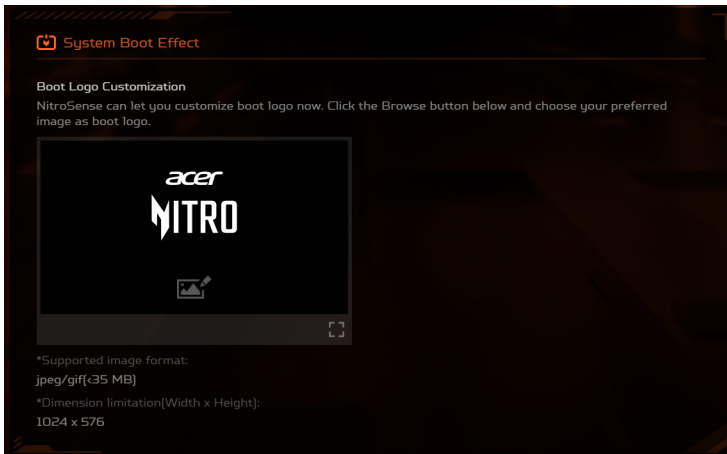 System Boot Effect
Boot Logo Customization
NitroSense can let you customize boot logo now. Click the Browse button below and choose your preferred
image as boot logo.
acer
NITRO
*Supported image format:
jpeg/gif(<35 MB)
*Dimension limitation(Width x Height):
1024 x 576